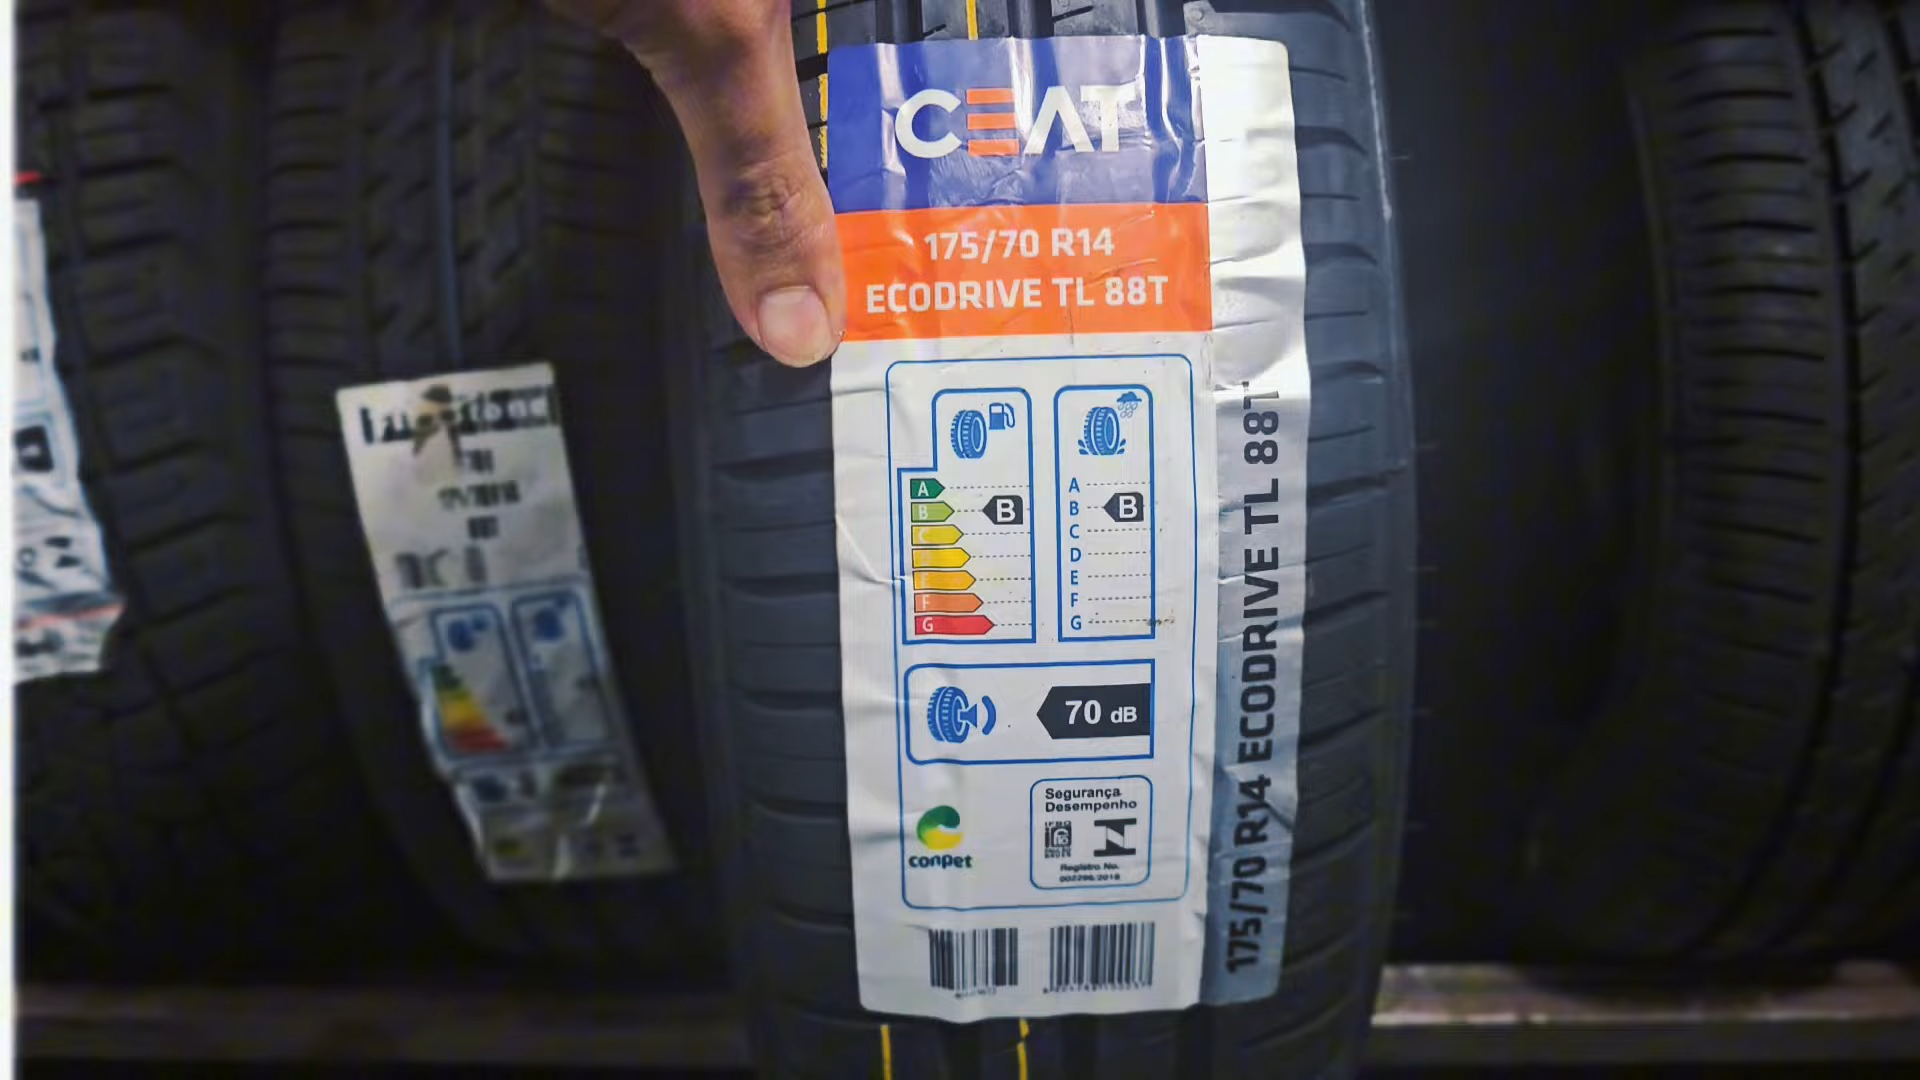 CEAT
175/70 R14
ECODRIVE TL 88T
A
B
C
F
G
B
A
B
C
D
E
F
G
B
70 dB
conpet
Segurança
Desempenho
Registro No.
175/70 R14 ECODRIVE TL 88T